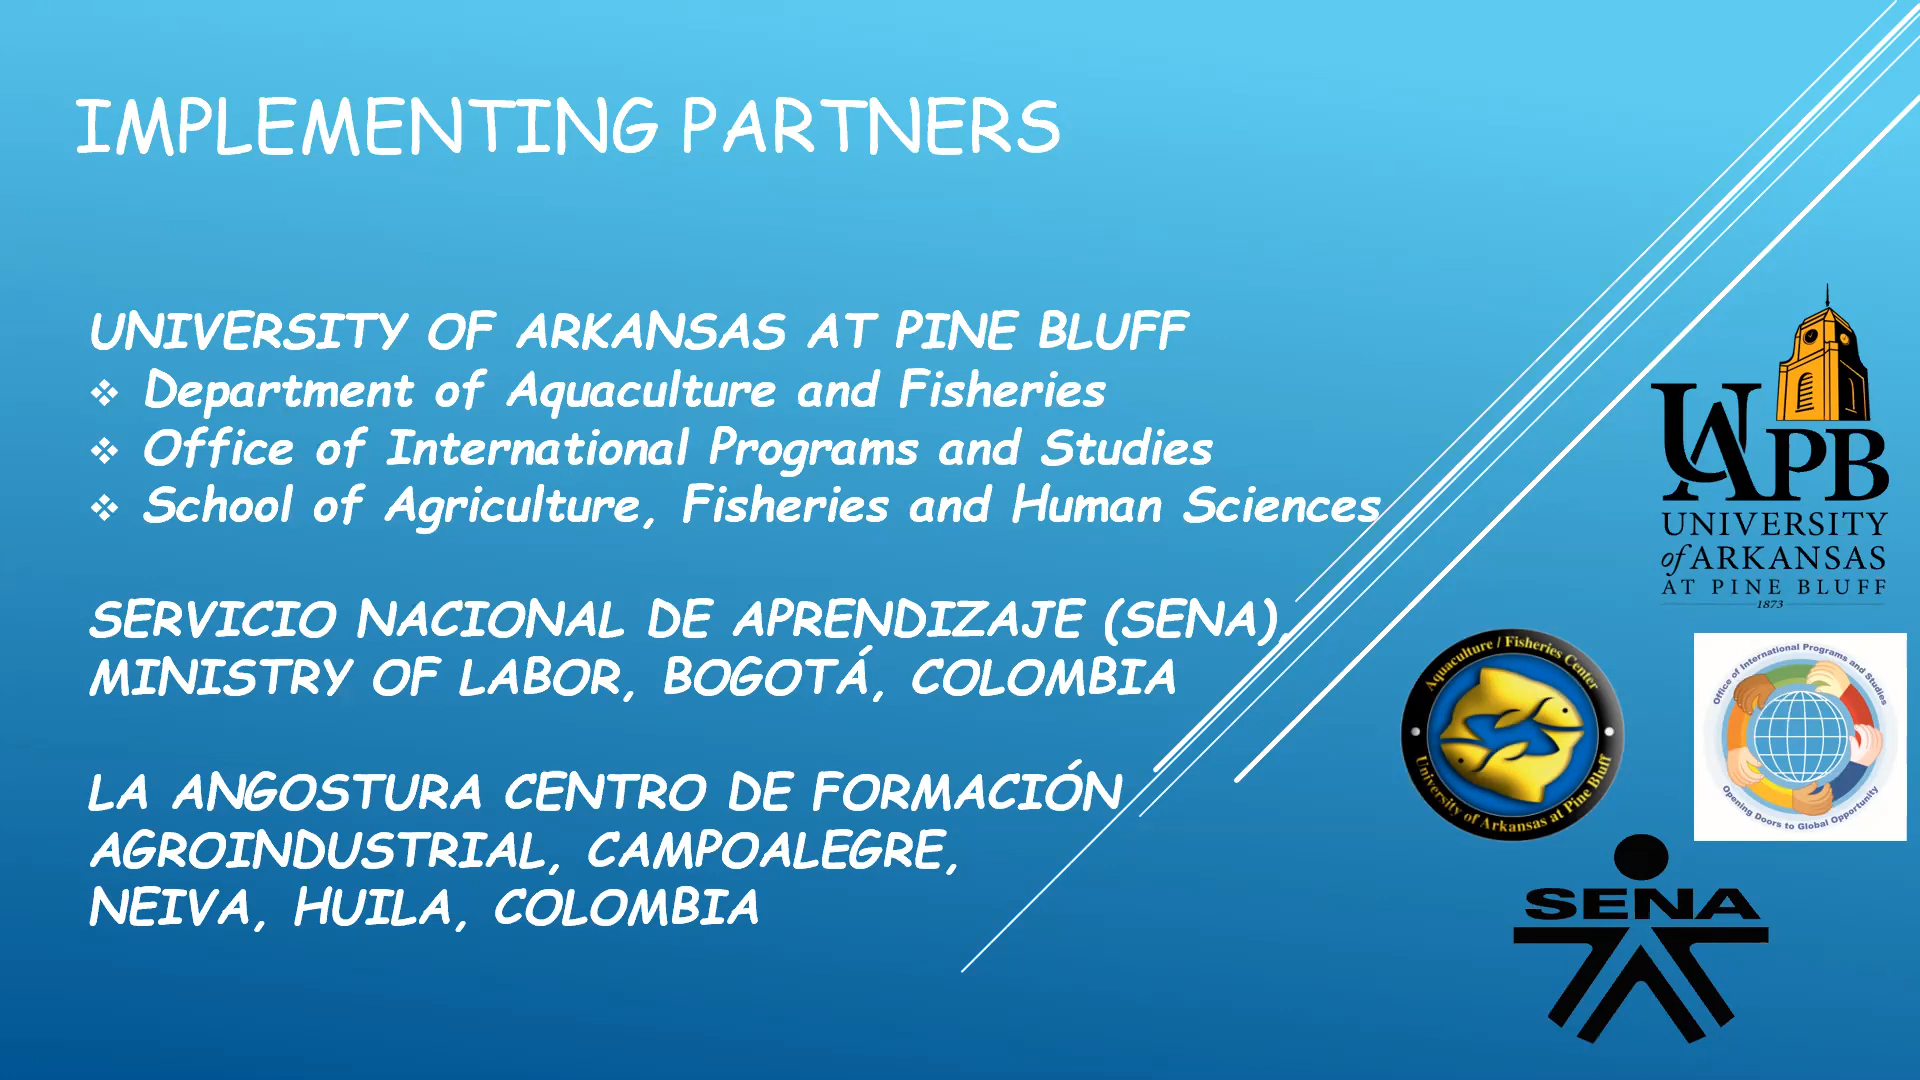 IMPLEMENTING PARTNERS
UNIVERSITY OF ARKANSAS AT PINE BLUFF
❖ Department of Aquaculture and Fisheries
❖ Office of International Programs and Studies
❖ School of Agriculture, Fisheries and Human Sciences
SERVICIO NACIONAL DE APRENDIZAJE (SENA),
MINISTRY OF LABOR, BOGOTÁ, COLOMBIA
LA ANGOSTURA CENTRO DE FORMACIÓN
AGROINDUSTRIAL, CAMPOALEGRE,
NEIVA, HUILA, COLOMBIA
UAPB
UNIVERSITY
of ARKANSAS
AT PINE BLUFF
1873
Aquaculture / Fisheries Center
University of Arkansas at Pine Bluff
Office of International Programs and Studies
Opening Doors to Global Opportunity
SENA